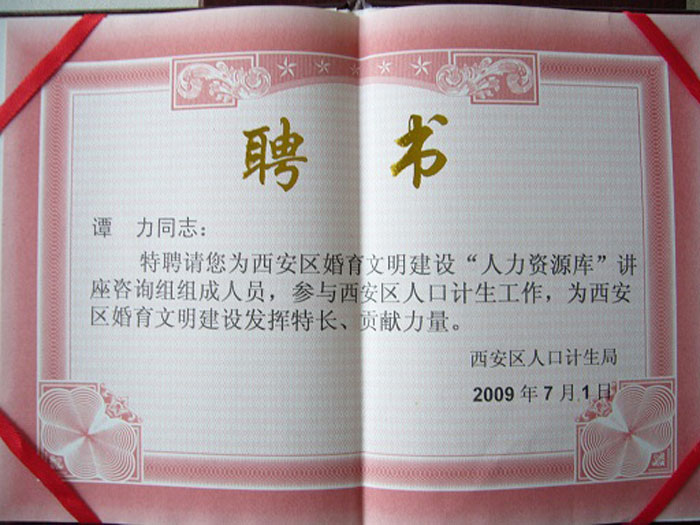 聘书
谭 力同志：
特聘请您为西安区婚育文明建设“人力资源库”讲
座咨询组组成人员，参与西安区人口计生工作，为西安
区婚育文明建设发挥特长、贡献力量。
西安区人口计生局
2009 年 7 月 1 日